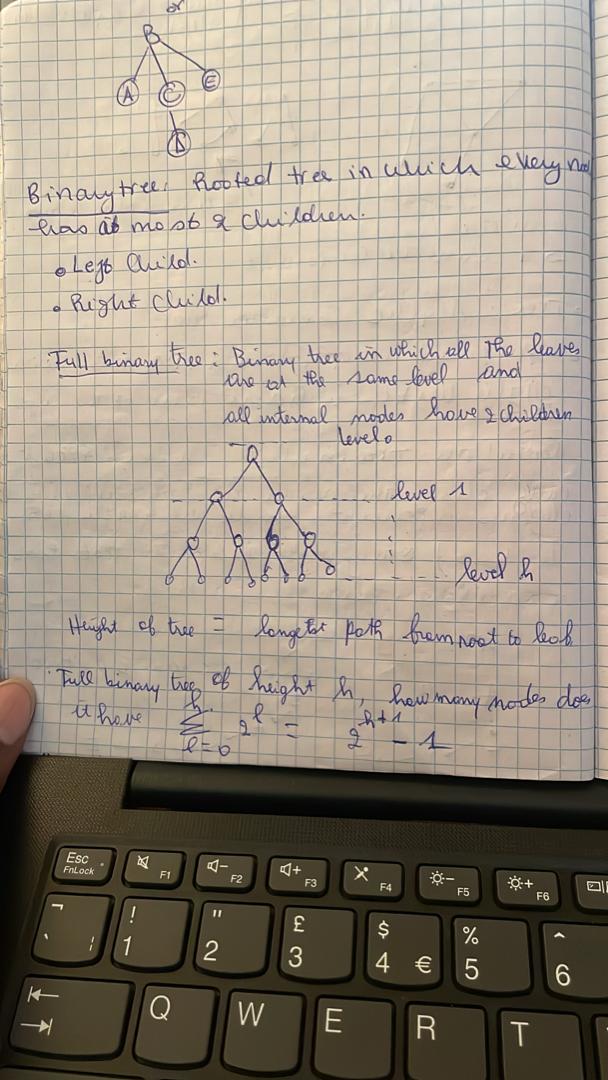 or
B
A C E
D
Binary tree: Rooted tree in which every no
has at most 2 children.
• Left Child.
• Right Child.
Full binary tree: Binary tree in which all The leaves
are at the same level and
all internal nodes have 2 children
level 0
level 1
level h
Height of tree = longest path from root to leaf
Full binary tree of height h, how many nodes does
it have
h
∑ 2^l = 2^{h+1} - 1
l=0
Esc FnLock F1 F2 F3 F4 F5 F6
¬ ` ¦ ! 1 " 2 £ 3 $ 4 € % 5 ^ 6
Q W E R T